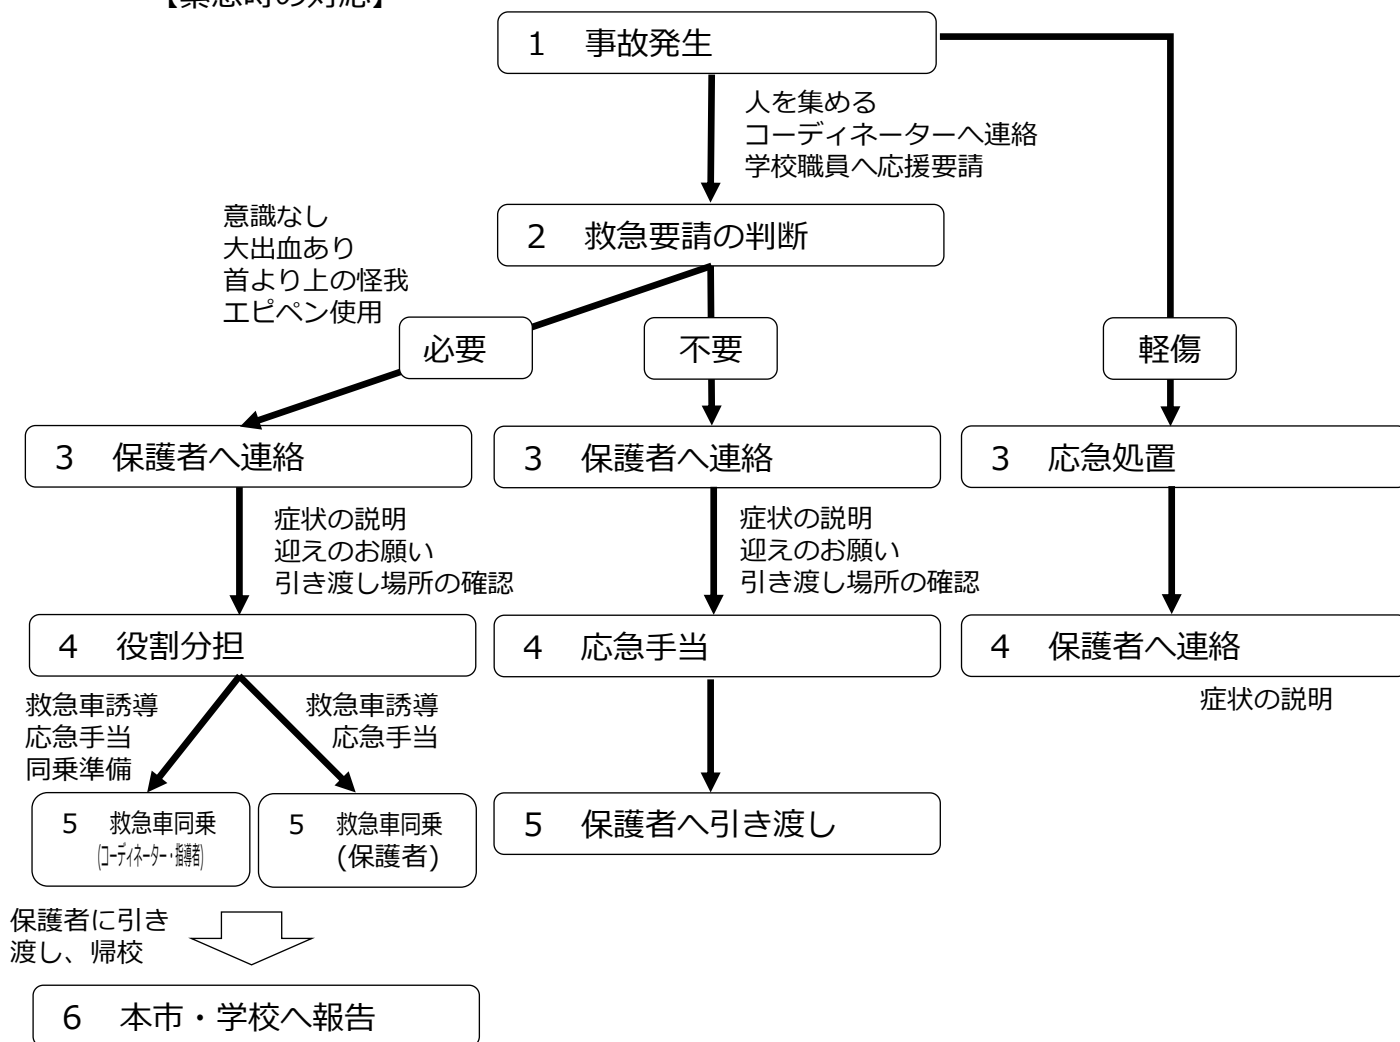 【緊急時の対応】
1 事故発生
人を集める
コーディネーターへ連絡
学校職員へ応援要請
意識なし
大出血あり
首より上の怪我
エピペン使用
2 救急要請の判断
必要
不要
軽傷
3 保護者へ連絡
3 保護者へ連絡
3 応急処置
症状の説明
迎えのお願い
引き渡し場所の確認
症状の説明
迎えのお願い
引き渡し場所の確認
4 役割分担
4 応急手当
4 保護者へ連絡
症状の説明
救急車誘導
応急手当
同乗準備
救急車誘導
応急手当
5 救急車同乗
(コーディネーター・指導者)
5 救急車同乗
(保護者)
5 保護者へ引き渡し
保護者に引き
渡し、帰校
6 本市・学校へ報告